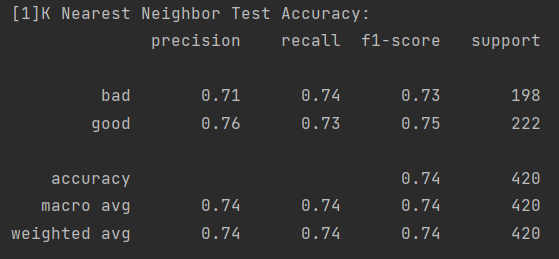 [1]K Nearest Neighbor Test Accuracy:
precision recall f1-score support
bad 0.71 0.74 0.73 198
good 0.76 0.73 0.75 222
accuracy 0.74 420
macro avg 0.74 0.74 0.74 420
weighted avg 0.74 0.74 0.74 420